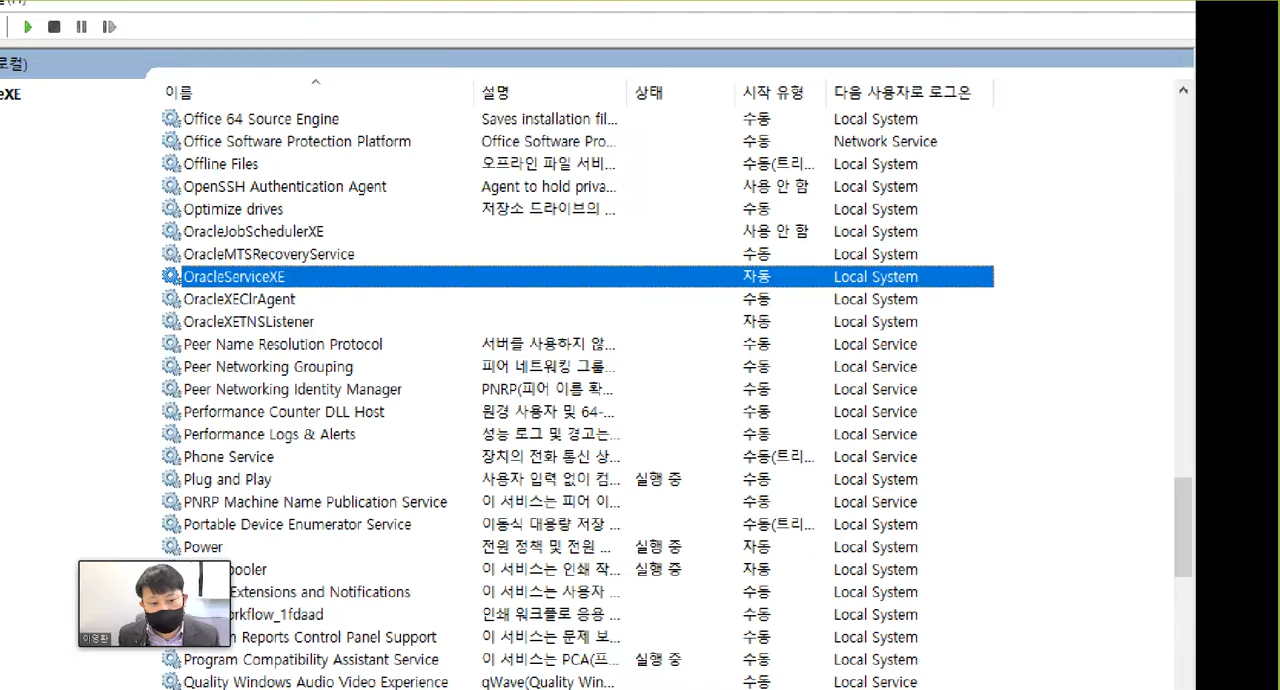 로컬)
eXE
이름 설명 상태 시작 유형 다음 사용자로 로그온
Office 64 Source Engine Saves installation fil... 수동 Local System
Office Software Protection Platform Office Software Pro... 수동 Network Service
Offline Files 오프라인 파일 서비... 수동(트리... Local System
OpenSSH Authentication Agent Agent to hold priva... 사용 안 함 Local System
Optimize drives 저장소 드라이브의 ... 수동 Local System
OracleJobSchedulerXE 사용 안 함 Local System
OracleMTSRecoveryService 수동 Local System
OracleServiceXE 자동 Local System
OracleXEClrAgent 수동 Local System
OracleXETNSListener 자동 Local System
Peer Name Resolution Protocol 서버를 사용하지 않... 수동 Local Service
Peer Networking Grouping 피어 네트워킹 그룹... 수동 Local Service
Peer Networking Identity Manager PNRP(피어 이름 확... 수동 Local Service
Performance Counter DLL Host 원경 사용자 및 64-... 수동 Local Service
Performance Logs & Alerts 성능 로그 및 경고는... 수동 Local Service
Phone Service 장치의 전화 통신 상... 수동(트리... Local Service
Plug and Play 사용자 입력 없이 컴... 실행 중 수동 Local System
PNRP Machine Name Publication Service 이 서비스는 피어 이... 수동 Local Service
Portable Device Enumerator Service 이동식 대용량 저장 ... 수동(트리... Local System
Power 전원 정책 및 전원 ... 실행 중 자동 Local System
pooler 이 서비스는 인쇄 작... 실행 중 자동 Local System
Extensions and Notifications 이 서비스는 사용자 ... 수동 Local System
rkflow_1fdaad 인쇄 워크플로 응용 ... 수동 Local System
Reports Control Panel Support 이 서비스는 문제 보... 수동 Local System
Program Compatibility Assistant Service 이 서비스는 PCA(프... 실행 중 수동 Local System
Quality Windows Audio Video Experience qWave(Quality Win... 수동 Local Service
이영환